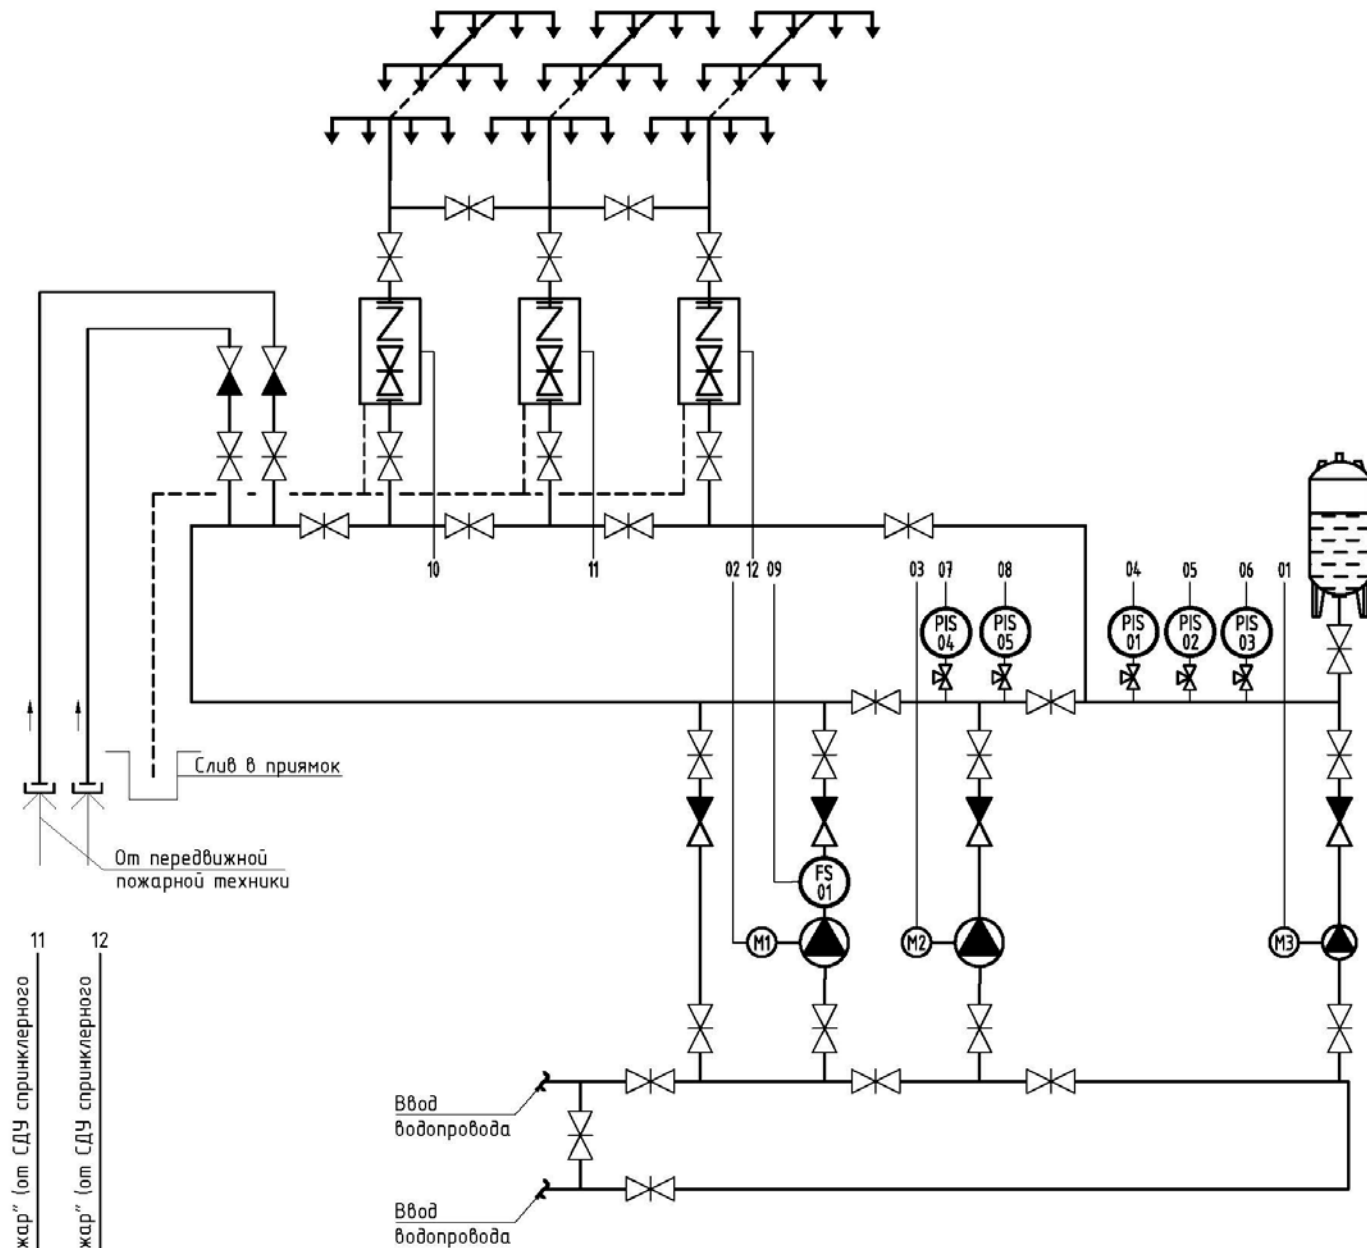 10
11
02
12
09
03
07
08
04
05
06
01
PIS
04
PIS
05
PIS
01
PIS
02
PIS
03
Слив в приямок
От передвижной
пожарной техники
FS
01
M1
M2
M3
11
12
жар" (от СДУ спринклерного
жар" (от СДУ спринклерного
Ввод
водопровода
Ввод
водопровода